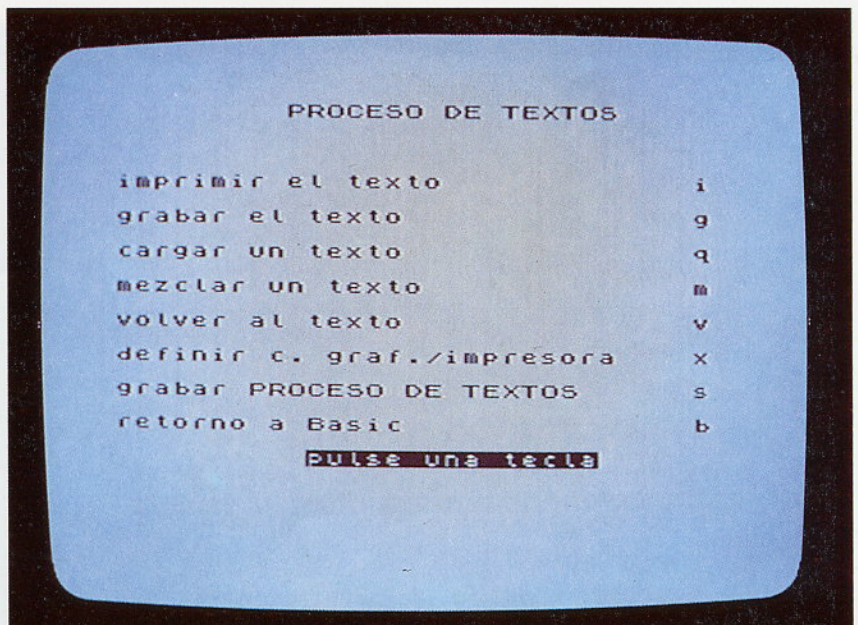 PROCESO DE TEXTOS
imprimir el texto i
grabar el texto g
cargar un texto q
mezclar un texto m
volver al texto v
definir c. graf./impresora x
grabar PROCESO DE TEXTOS s
retorno a Basic b
pulse una tecla